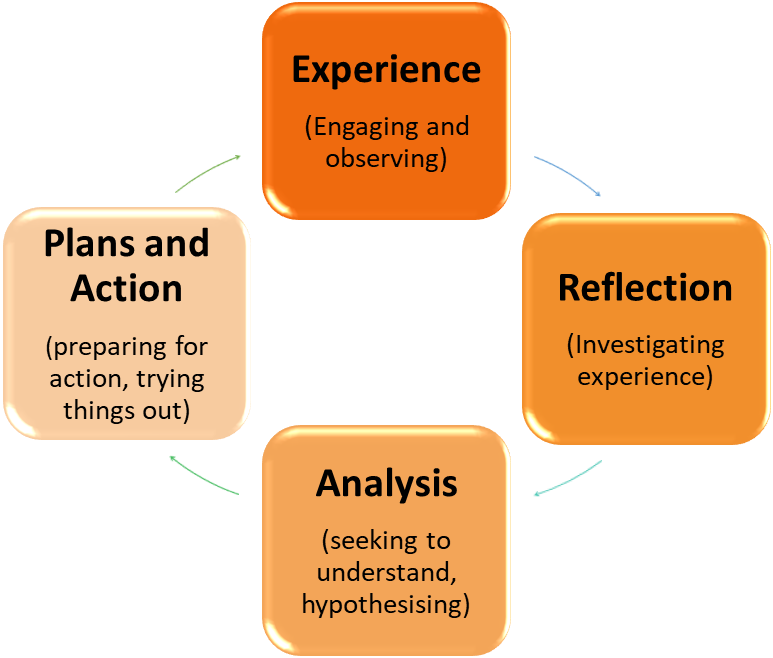 Experience
(Engaging and
observing)
Reflection
(Investigating
experience)
Analysis
(seeking to
understand,
hypothesising)
Plans and
Action
(preparing for
action, trying
things out)